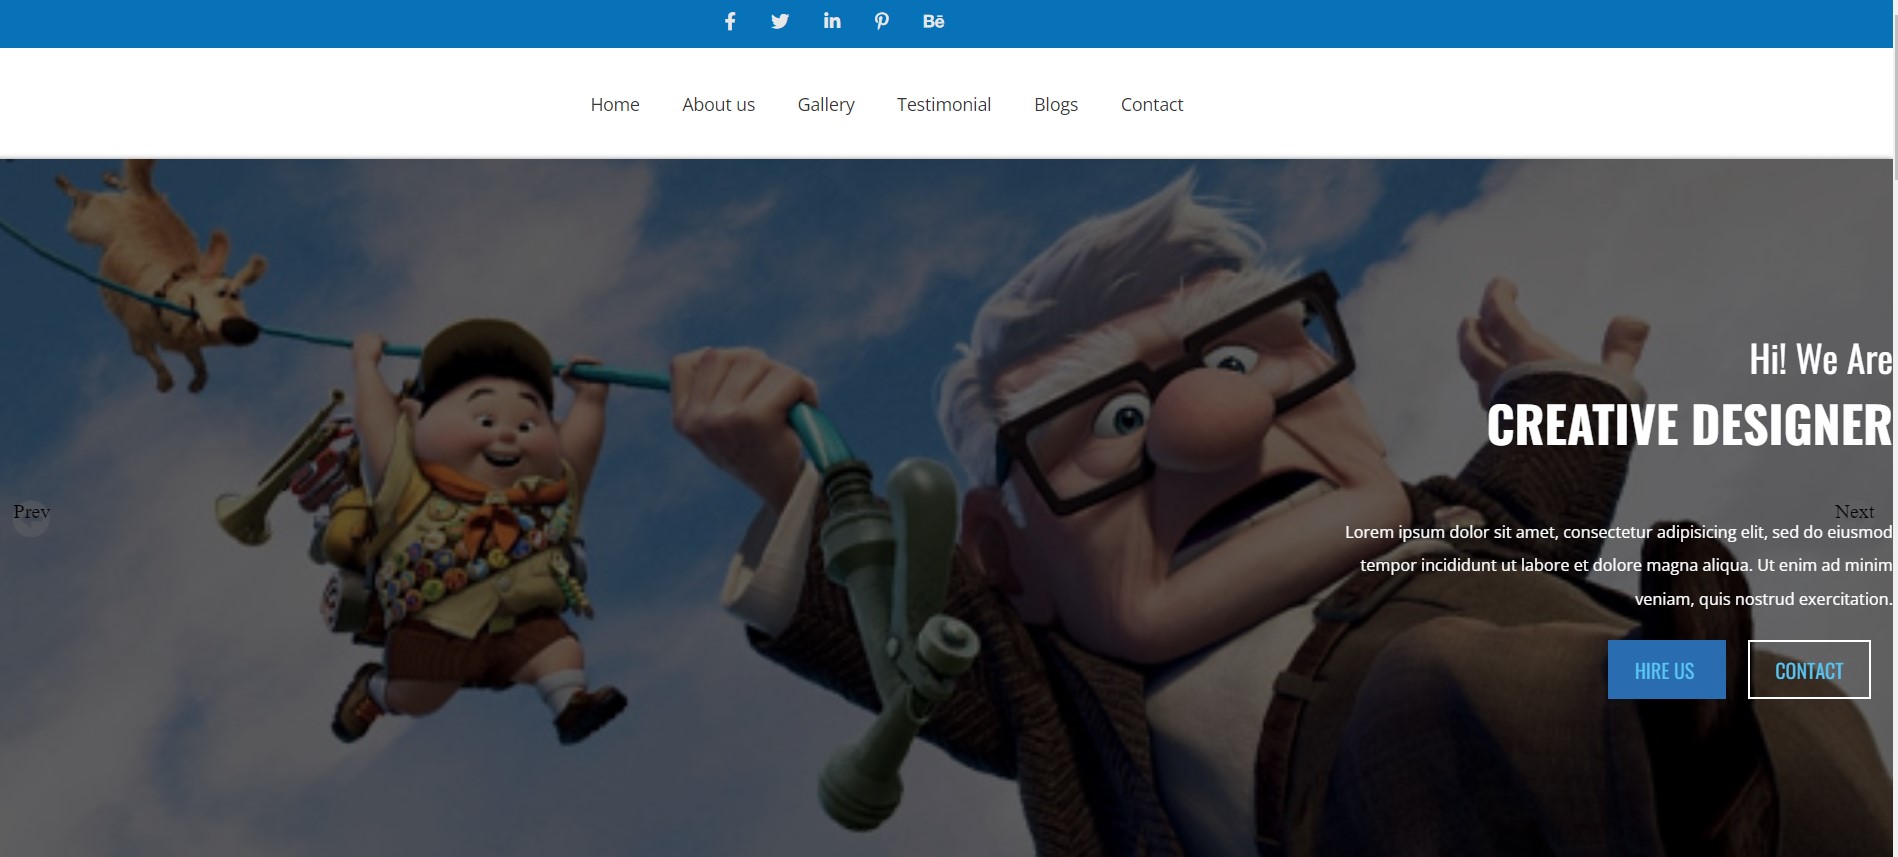 Bē
Home About us Gallery Testimonial Blogs Contact
Hi! We Are
CREATIVE DESIGNER
Prev
Next
Lorem ipsum dolor sit amet, consectetur adipisicing elit, sed do eiusmod
tempor incididunt ut labore et dolore magna aliqua. Ut enim ad minim
veniam, quis nostrud exercitation.
HIRE US CONTACT